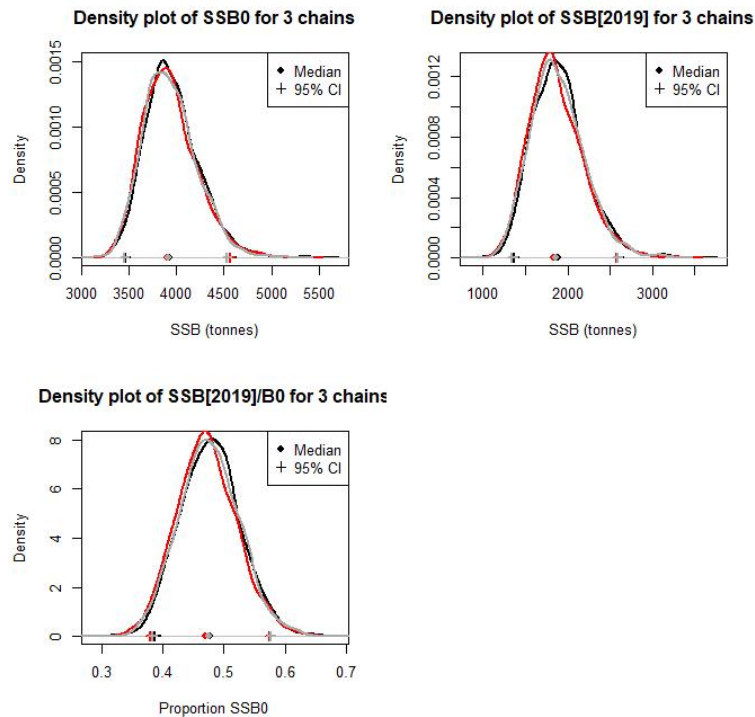 Density plot of SSB0 for 3 chains
Density
0.0000 0.0005 0.0010 0.0015
Median
95% CI
3000 3500 4000 4500 5000 5500
SSB (tonnes)
Density plot of SSB[2019] for 3 chains
Density
0.0000 0.0004 0.0008 0.0012
Median
95% CI
1000 2000 3000
SSB (tonnes)
Density plot of SSB[2019]/B0 for 3 chains
Density
0 2 4 6 8
Median
95% CI
0.3 0.4 0.5 0.6 0.7
Proportion SSB0